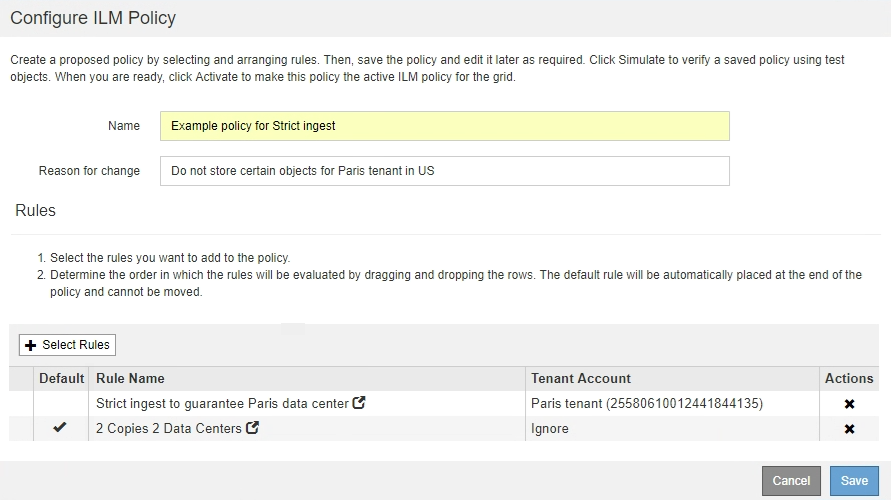 Configure ILM Policy
Create a proposed policy by selecting and arranging rules. Then, save the policy and edit it later as required. Click Simulate to verify a saved policy using test
objects. When you are ready, click Activate to make this policy the active ILM policy for the grid.
Name Example policy for Strict ingest
Reason for change Do not store certain objects for Paris tenant in US
Rules
1. Select the rules you want to add to the policy.
2. Determine the order in which the rules will be evaluated by dragging and dropping the rows. The default rule will be automatically placed at the end of the
policy and cannot be moved.
Select Rules
Default Rule Name Tenant Account Actions
Strict ingest to guarantee Paris data center Paris tenant (25580610012441844135)
2 Copies 2 Data Centers Ignore
Cancel Save